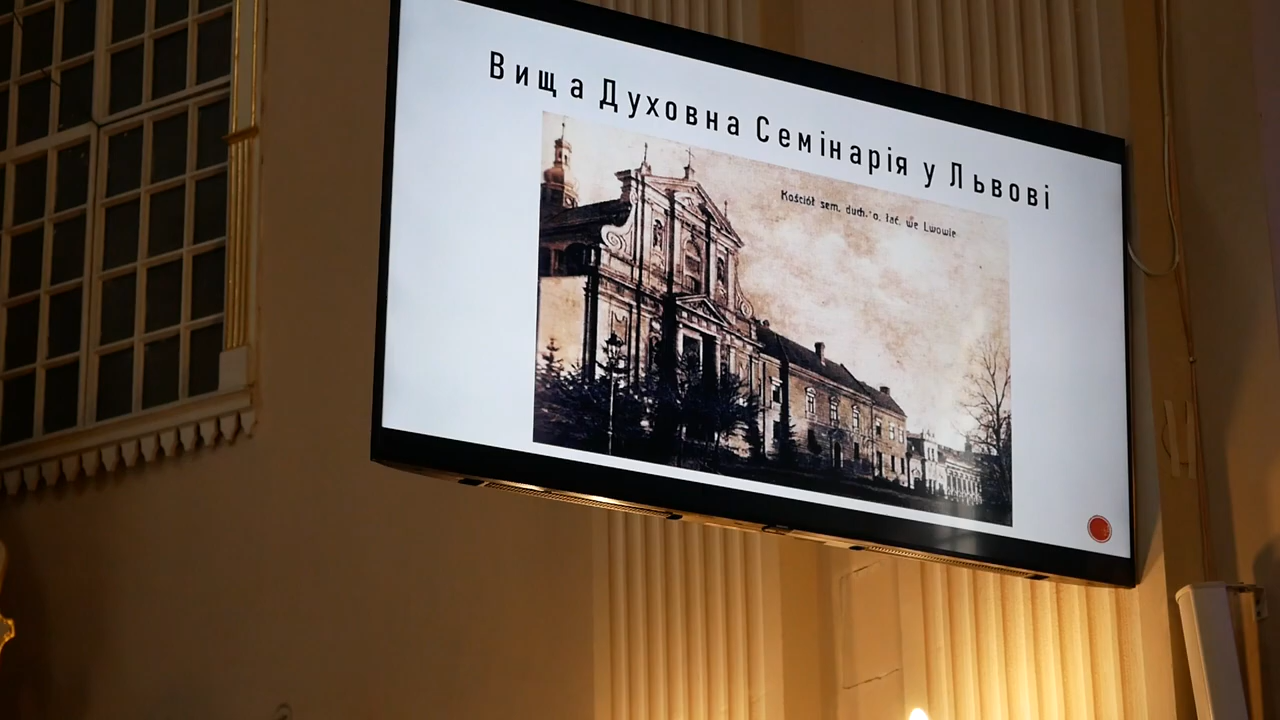 Вища Духовна Семінарія у Львові
Kościół sem. duch. o. łać. we Lwowie